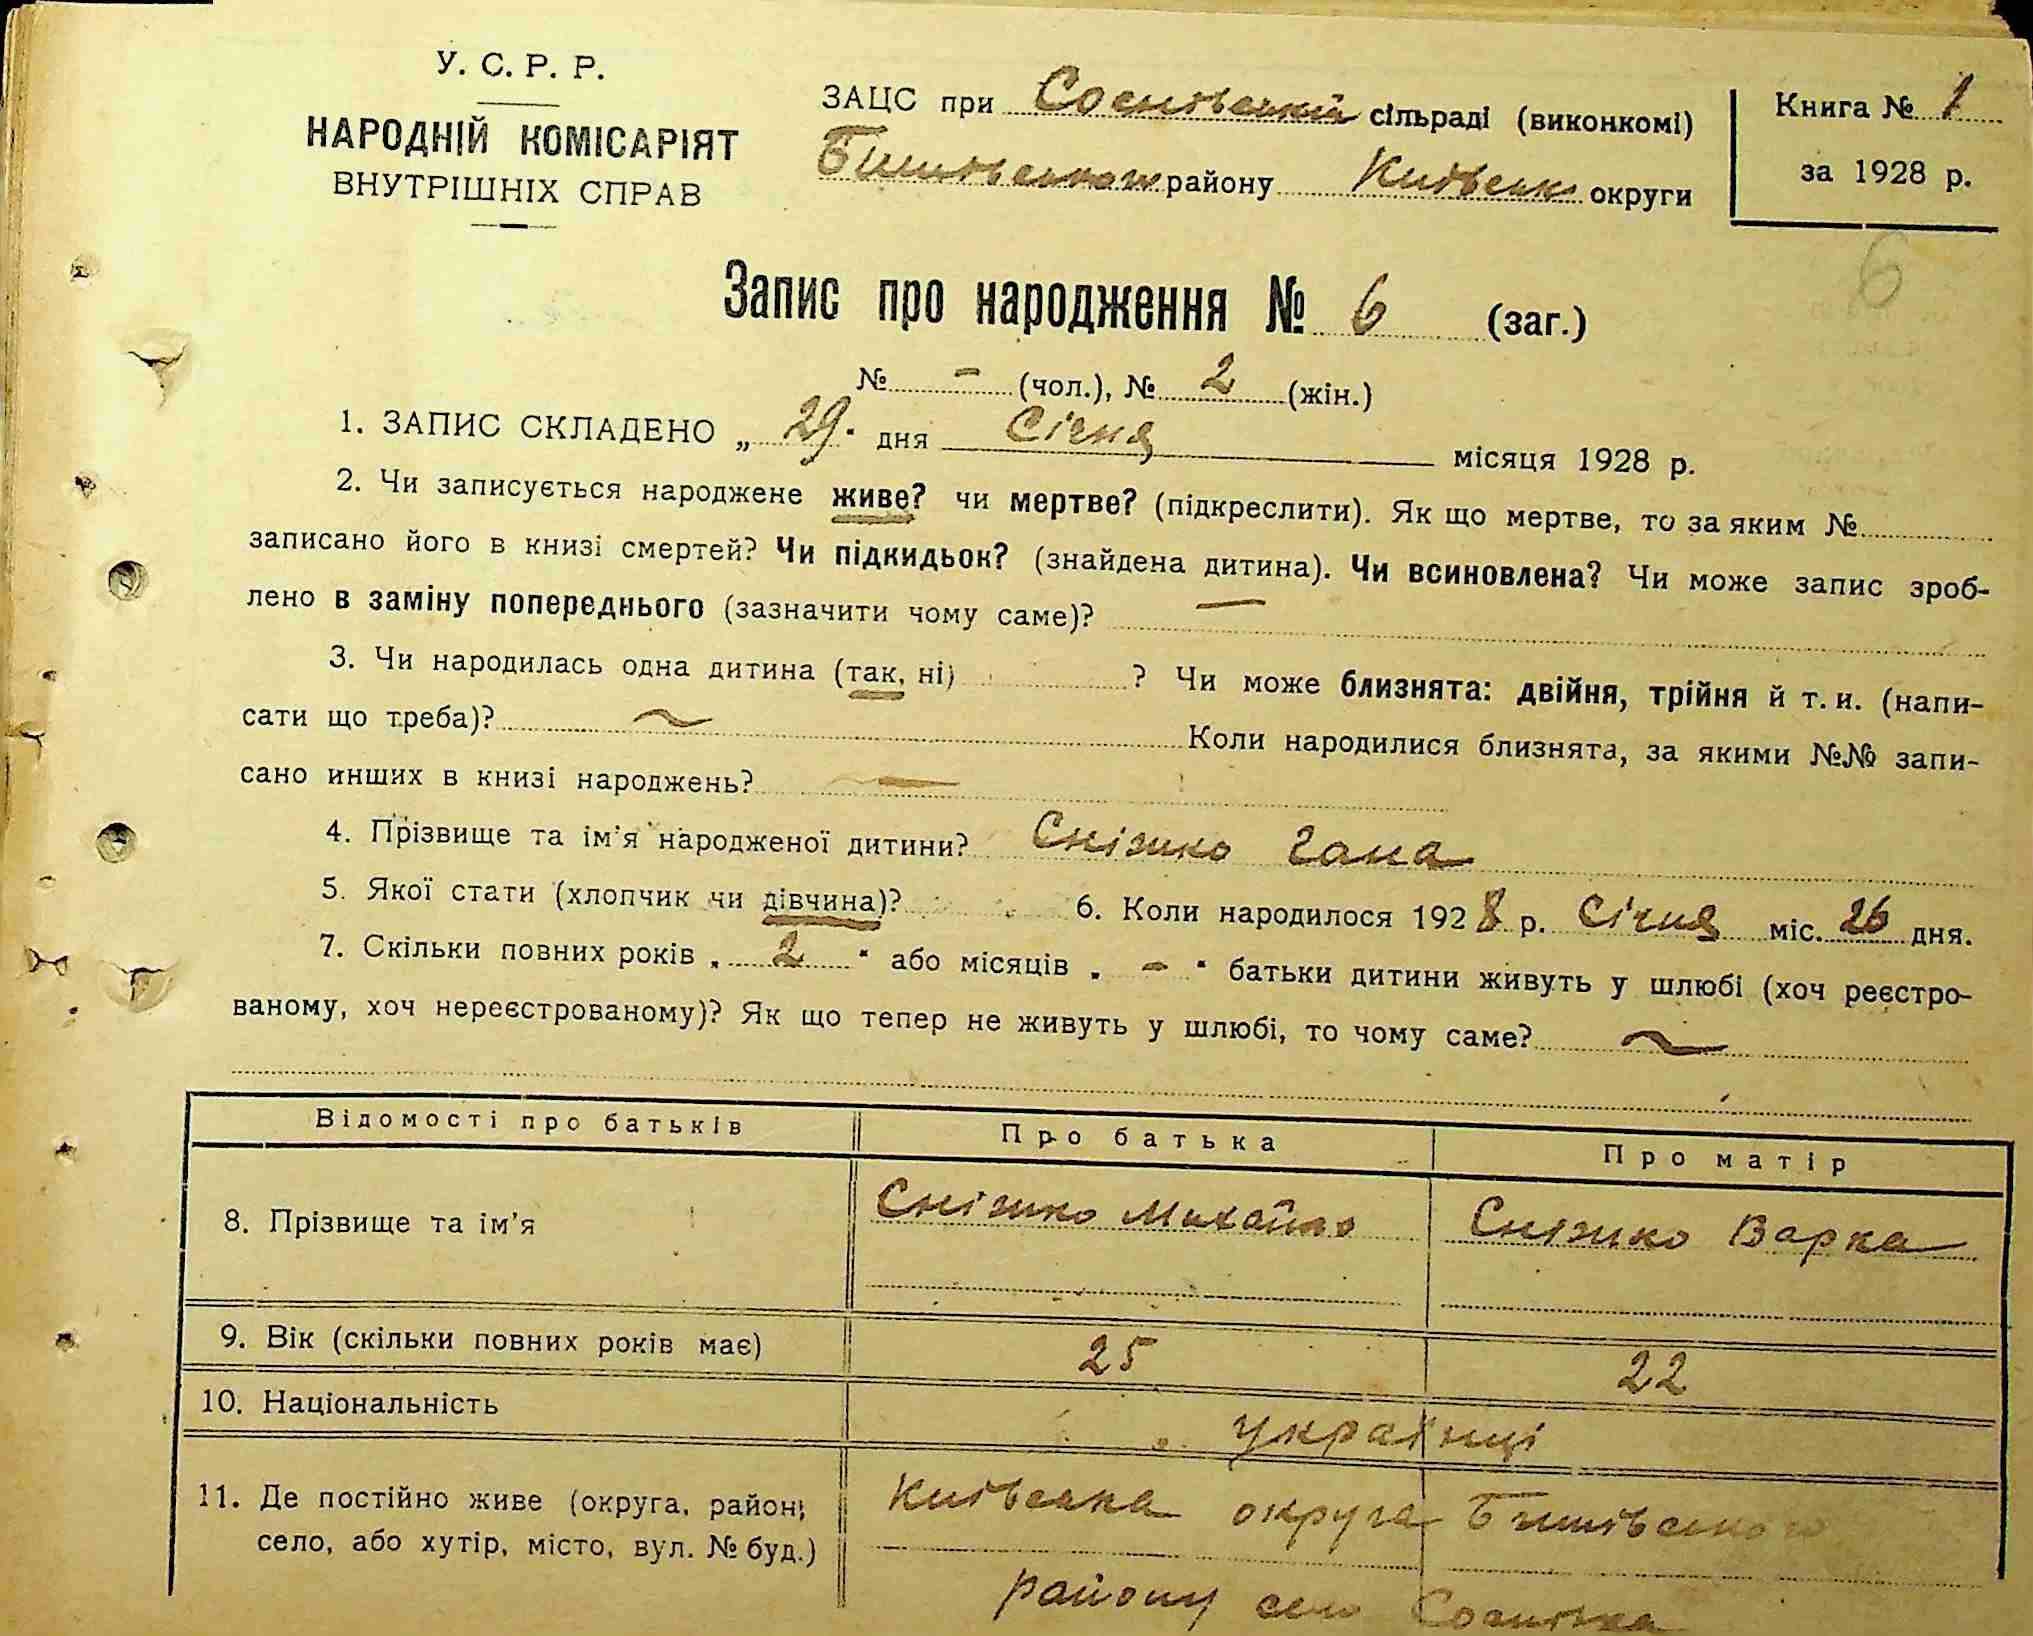 У. С. Р. Р.
НАРОДНІЙ КОМІСАРІЯТ
ВНУТРІШНІХ СПРАВ
ЗАЦС при Соснівській сільраді (виконкомі)
Бишівського району Київськ округи
Книга № 1
за 1928 р.
6
Запис про народження № 6 (заг.)
№ - (чол.), № 2 (жін.)
1. ЗАПИС СКЛАДЕНО „ 29 " дня Січня місяця 1928 р.
2. Чи записується народжене живе? чи мертве? (підкреслити). Як що мертве, то за яким №
записано його в книзі смертей? Чи підкидьок? (знайдена дитина). Чи всиновлена? Чи може запис зроб-
лено в заміну попереднього (зазначити чому саме)? —
3. Чи народилась одна дитина (так, ні) ? Чи може близнята: двійня, трійня й т. и. (напи-
сати що треба)? ~ Коли народилися близнята, за якими №№ запи-
сано инших в книзі народжень? —
4. Прізвище та ім'я народженої дитини? Сніжко Гана
5. Якої стати (хлопчик чи дівчина)? 6. Коли народилося 1928 р. Січня міс. 26 дня.
7. Скільки повних років „ 2 " або місяців „ - " батьки дитини живуть у шлюбі (хоч реєстро-
ваному, хоч нереєстрованому)? Як що тепер не живуть у шлюбі, то чому саме? ~
Відомості про батьків Про батька Про матір
8. Прізвище та ім'я Сніжко Михайло Сніжко Варка
9. Вік (скільки повних років має) 25 22
10. Національність українці
11. Де постійно живе (округа, район, Київська округа Бишівського
село, або хутір, місто, вул. № буд.)
району село Соснівка